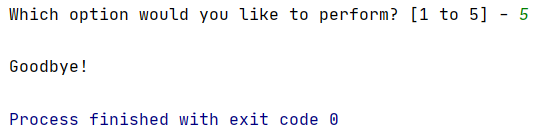 Which option would you like to perform? [1 to 5] – 5
Goodbye!
Process finished with exit code 0